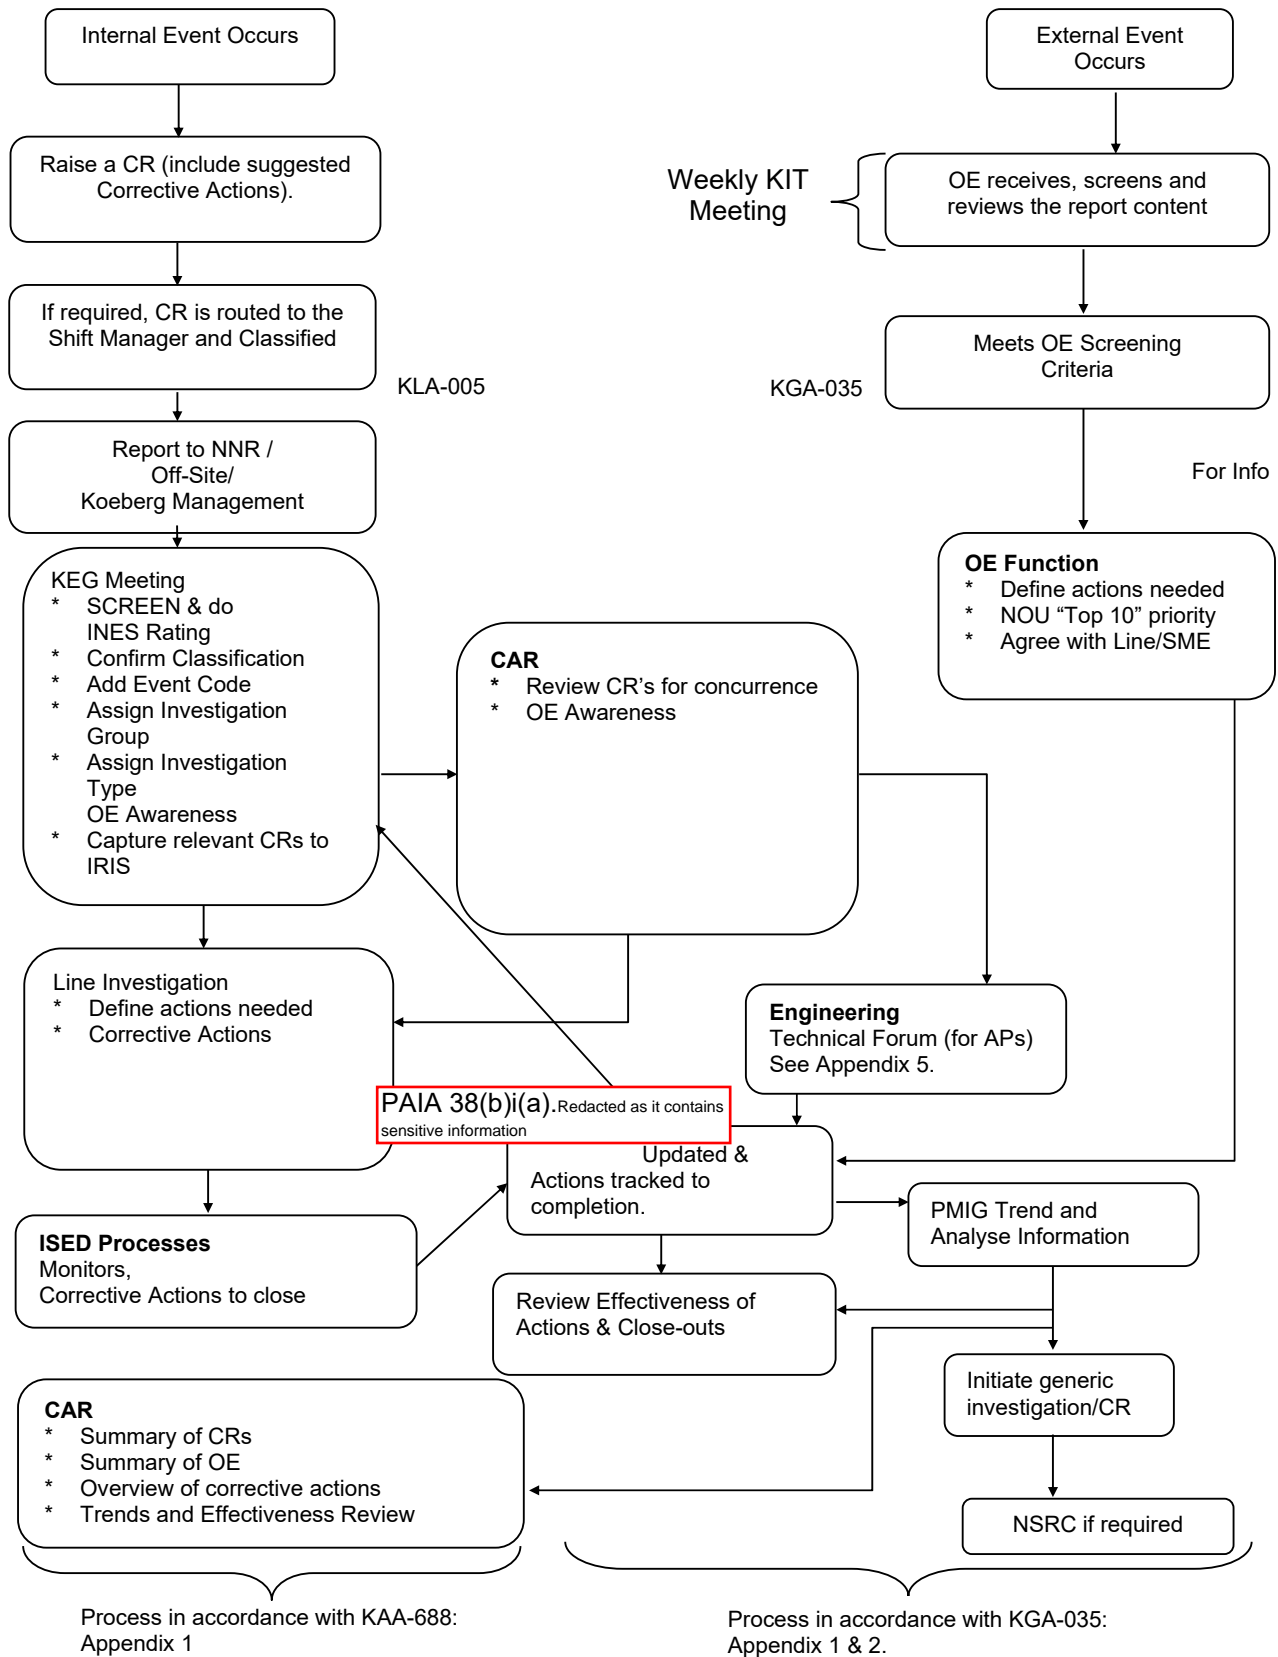 Internal Event Occurs
External Event
Occurs
Raise a CR (include suggested
Corrective Actions).
Weekly KIT
Meeting
OE receives, screens and
reviews the report content
If required, CR is routed to the
Shift Manager and Classified
Meets OE Screening
Criteria
KLA-005
KGA-035
Report to NNR /
Off-Site/
Koeberg Management
For Info
KEG Meeting
* SCREEN & do
INES Rating
* Confirm Classification
* Add Event Code
* Assign Investigation
Group
* Assign Investigation
Type
OE Awareness
* Capture relevant CRs to
IRIS
CAR
* Review CR's for concurrence
* OE Awareness
OE Function
* Define actions needed
* NOU “Top 10” priority
* Agree with Line/SME
Line Investigation
* Define actions needed
* Corrective Actions
Engineering
Technical Forum (for APs)
See Appendix 5.
PAIA 38(b)i(a).Redacted as it contains
sensitive information
Updated &
Actions tracked to
completion.
PMIG Trend and
Analyse Information
ISED Processes
Monitors,
Corrective Actions to close
Review Effectiveness of
Actions & Close-outs
Initiate generic
investigation/CR
CAR
* Summary of CRs
* Summary of OE
* Overview of corrective actions
* Trends and Effectiveness Review
NSRC if required
Process in accordance with KAA-688:
Appendix 1
Process in accordance with KGA-035:
Appendix 1 & 2.